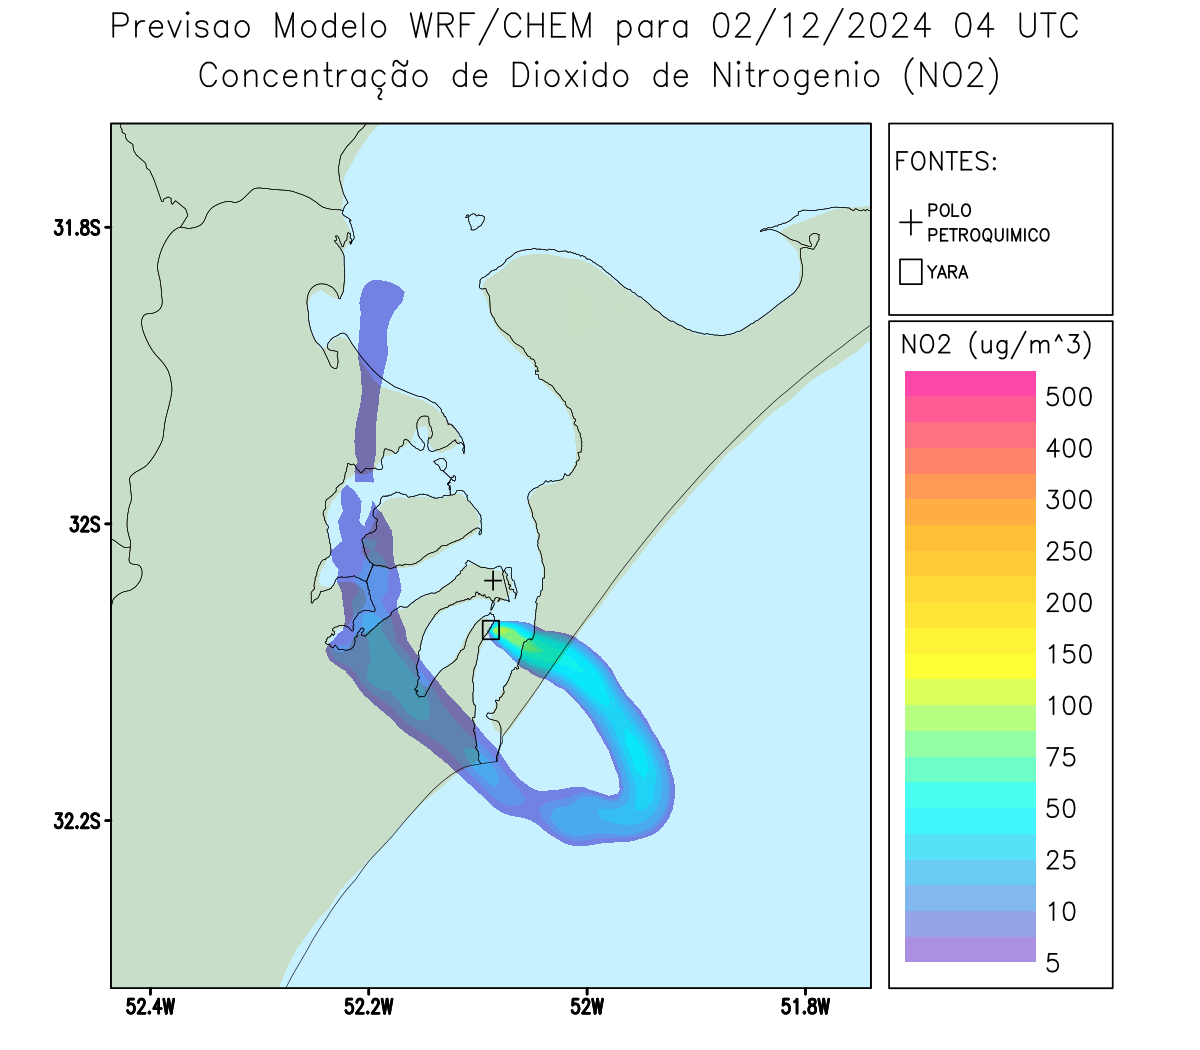 Previsao Modelo WRF/CHEM para 02/12/2024 04 UTC
Concentração de Dioxido de Nitrogenio (NO2)
FONTES:
POLO
PETROQUIMICO
YARA
NO2 (ug/m^3)
500
400
300
250
200
150
100
75
50
25
10
5
31.8S
32S
32.2S
52.4W
52.2W
52W
51.8W